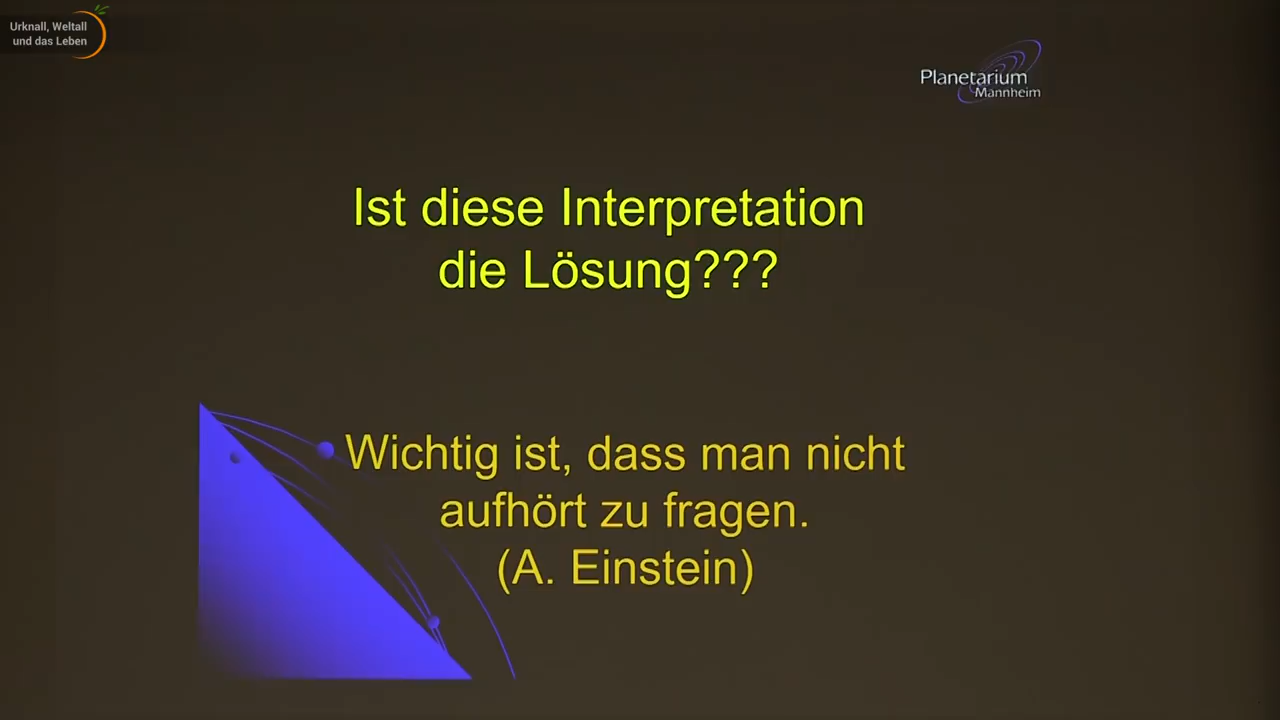 Urknall, Weltall
und das Leben
Planetarium
Mannheim
Ist diese Interpretation
die Lösung???
Wichtig ist, dass man nicht
aufhört zu fragen.
(A. Einstein)